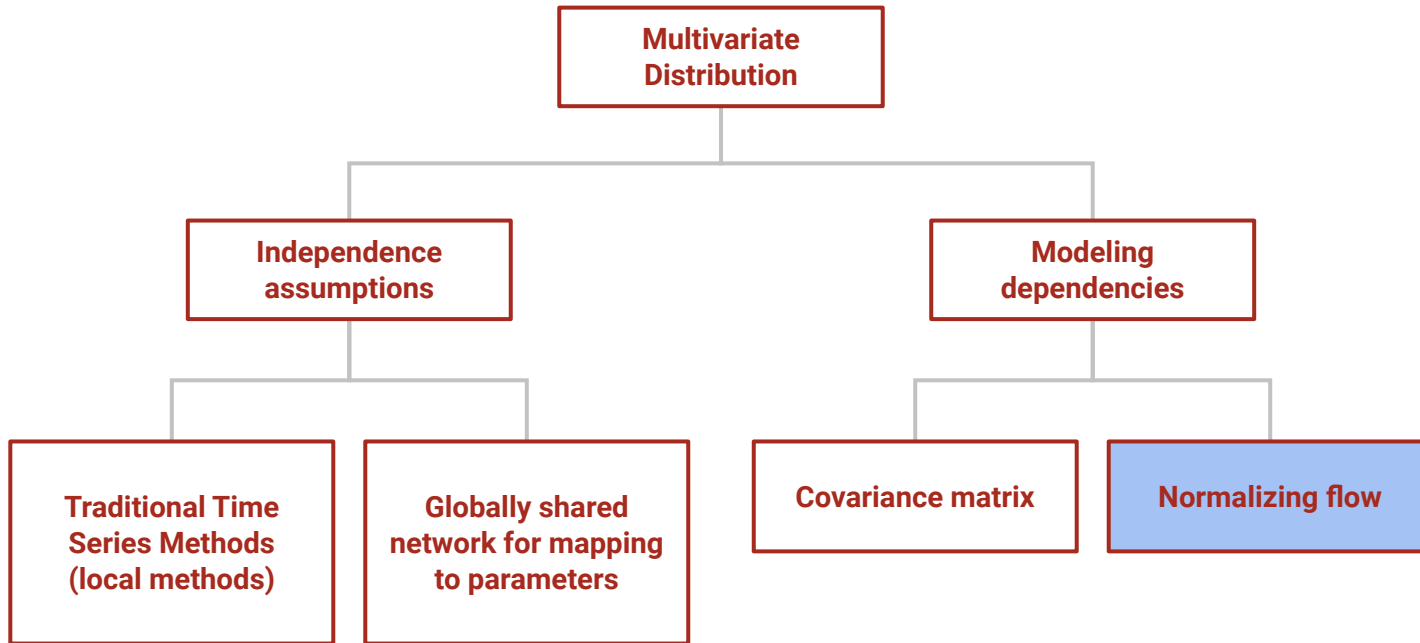 Multivariate
Distribution
Independence
assumptions
Modeling
dependencies
Traditional Time
Series Methods
(local methods)
Globally shared
network for mapping
to parameters
Covariance matrix
Normalizing flow